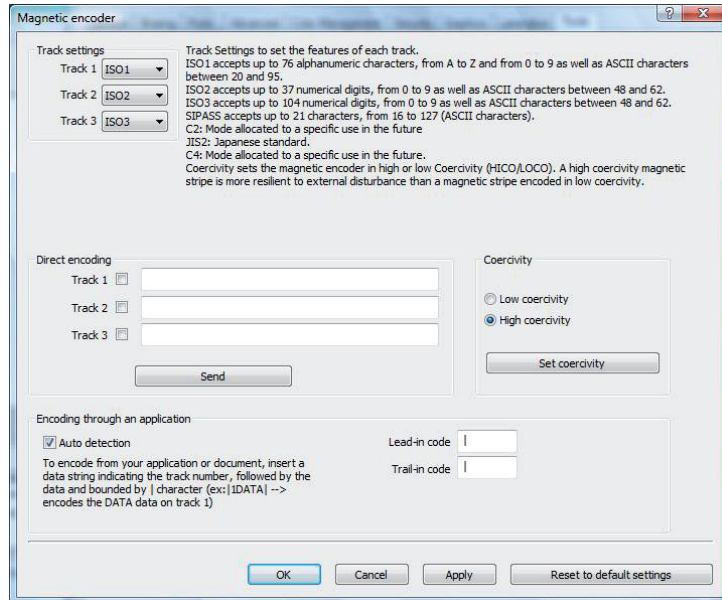 Magnetic encoder
Track settings
Track 1 ISO1
Track 2 ISO2
Track 3 ISO3
Track Settings to set the features of each track.
ISO1 accepts up to 76 alphanumeric characters, from A to Z and from 0 to 9 as well as ASCII characters
between 20 and 95.
ISO2 accepts up to 37 numerical digits, from 0 to 9 as well as ASCII characters between 48 and 62.
ISO3 accepts up to 104 numerical digits, from 0 to 9 as well as ASCII characters between 48 and 62.
SIPASS accepts up to 21 characters, from 16 to 127 (ASCII characters).
C2: Mode allocated to a specific use in the future
JIS2: Japanese standard.
C4: Mode allocated to a specific use in the future.
Coercivity sets the magnetic encoder in high or low Coercivity (HICO/LOCO). A high coercivity magnetic
stripe is more resilient to external disturbance than a magnetic stripe encoded in low coercivity.
Direct encoding
Track 1
Track 2
Track 3
Send
Coercivity
Low coercivity
High coercivity
Set coercivity
Encoding through an application
Auto detection
To encode from your application or document, insert a
data string indicating the track number, followed by the
data and bounded by | character (ex:|1DATA| -->
encodes the DATA data on track 1)
Lead-in code |
Trail-in code |
OK Cancel Apply Reset to default settings